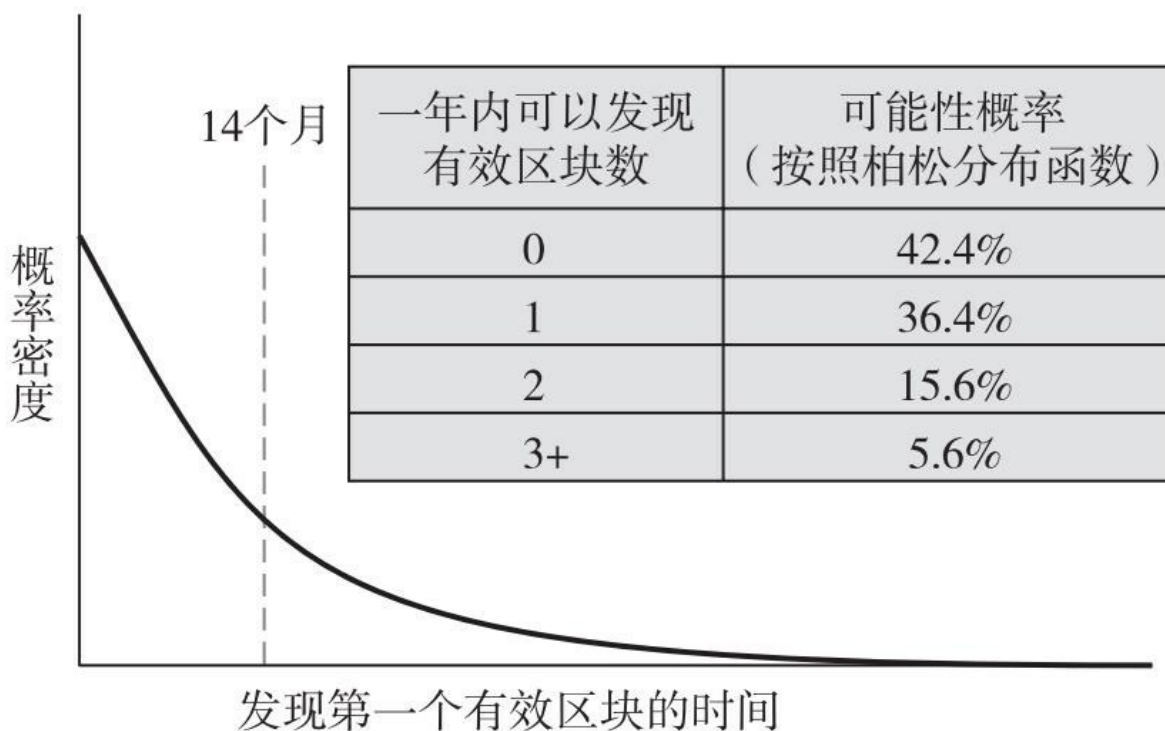 14个月
一年内可以发现
有效区块数
可能性概率
（按照柏松分布函数）
0
42.4%
1
36.4%
2
15.6%
3+
5.6%
概率密度
发现第一个有效区块的时间